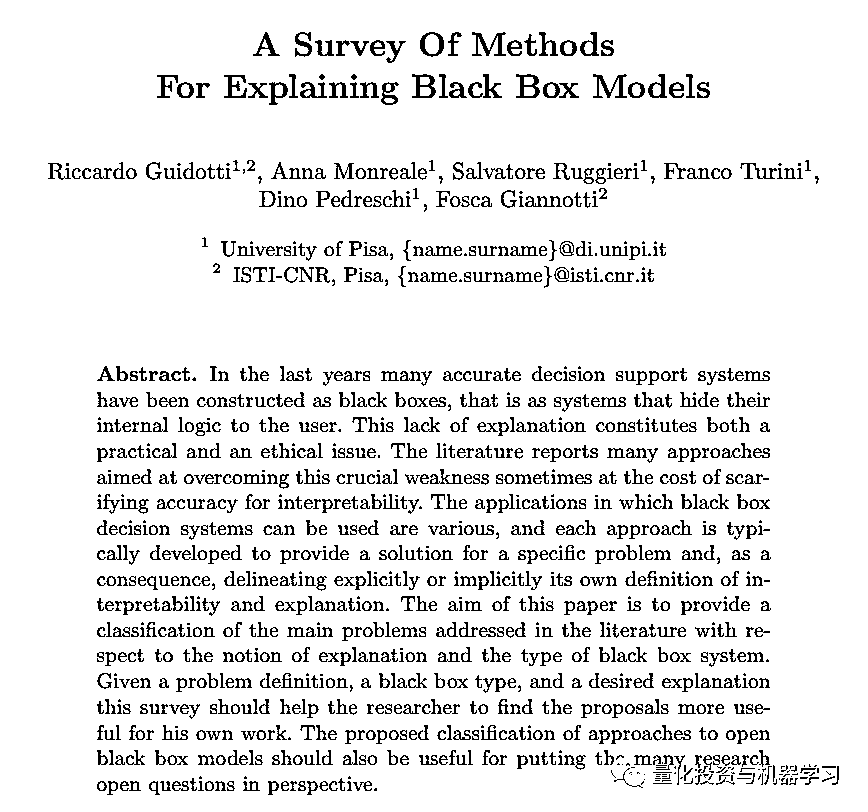 A Survey Of Methods
For Explaining Black Box Models
Riccardo Guidotti1,2, Anna Monreale1, Salvatore Ruggieri1, Franco Turini1,
Dino Pedreschi1, Fosca Giannotti2
1 University of Pisa, {name.surname}@di.unipi.it
2 ISTI-CNR, Pisa, {name.surname}@isti.cnr.it
Abstract. In the last years many accurate decision support systems
have been constructed as black boxes, that is as systems that hide their
internal logic to the user. This lack of explanation constitutes both a
practical and an ethical issue. The literature reports many approaches
aimed at overcoming this crucial weakness sometimes at the cost of scar-
ifying accuracy for interpretability. The applications in which black box
decision systems can be used are various, and each approach is typi-
cally developed to provide a solution for a specific problem and, as a
consequence, delineating explicitly or implicitly its own definition of in-
terpretability and explanation. The aim of this paper is to provide a
classification of the main problems addressed in the literature with re-
spect to the notion of explanation and the type of black box system.
Given a problem definition, a black box type, and a desired explanation
this survey should help the researcher to find the proposals more use-
ful for his own work. The proposed classification of approaches to open
black box models should also be useful for putting the many research
open questions in perspective.
量化投资与机器学习